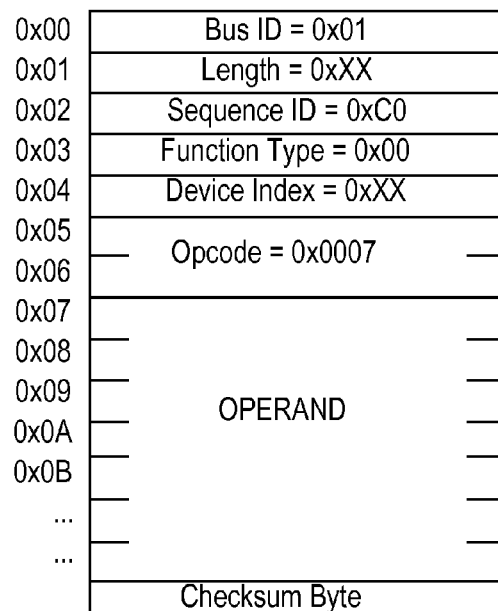 0x00 Bus ID = 0x01
0x01 Length = 0xXX
0x02 Sequence ID = 0xC0
0x03 Function Type = 0x00
0x04 Device Index = 0xXX
0x05
Opcode = 0x0007
0x06
0x07
0x08
0x09
OPERAND
0x0A
0x0B
...
...
Checksum Byte